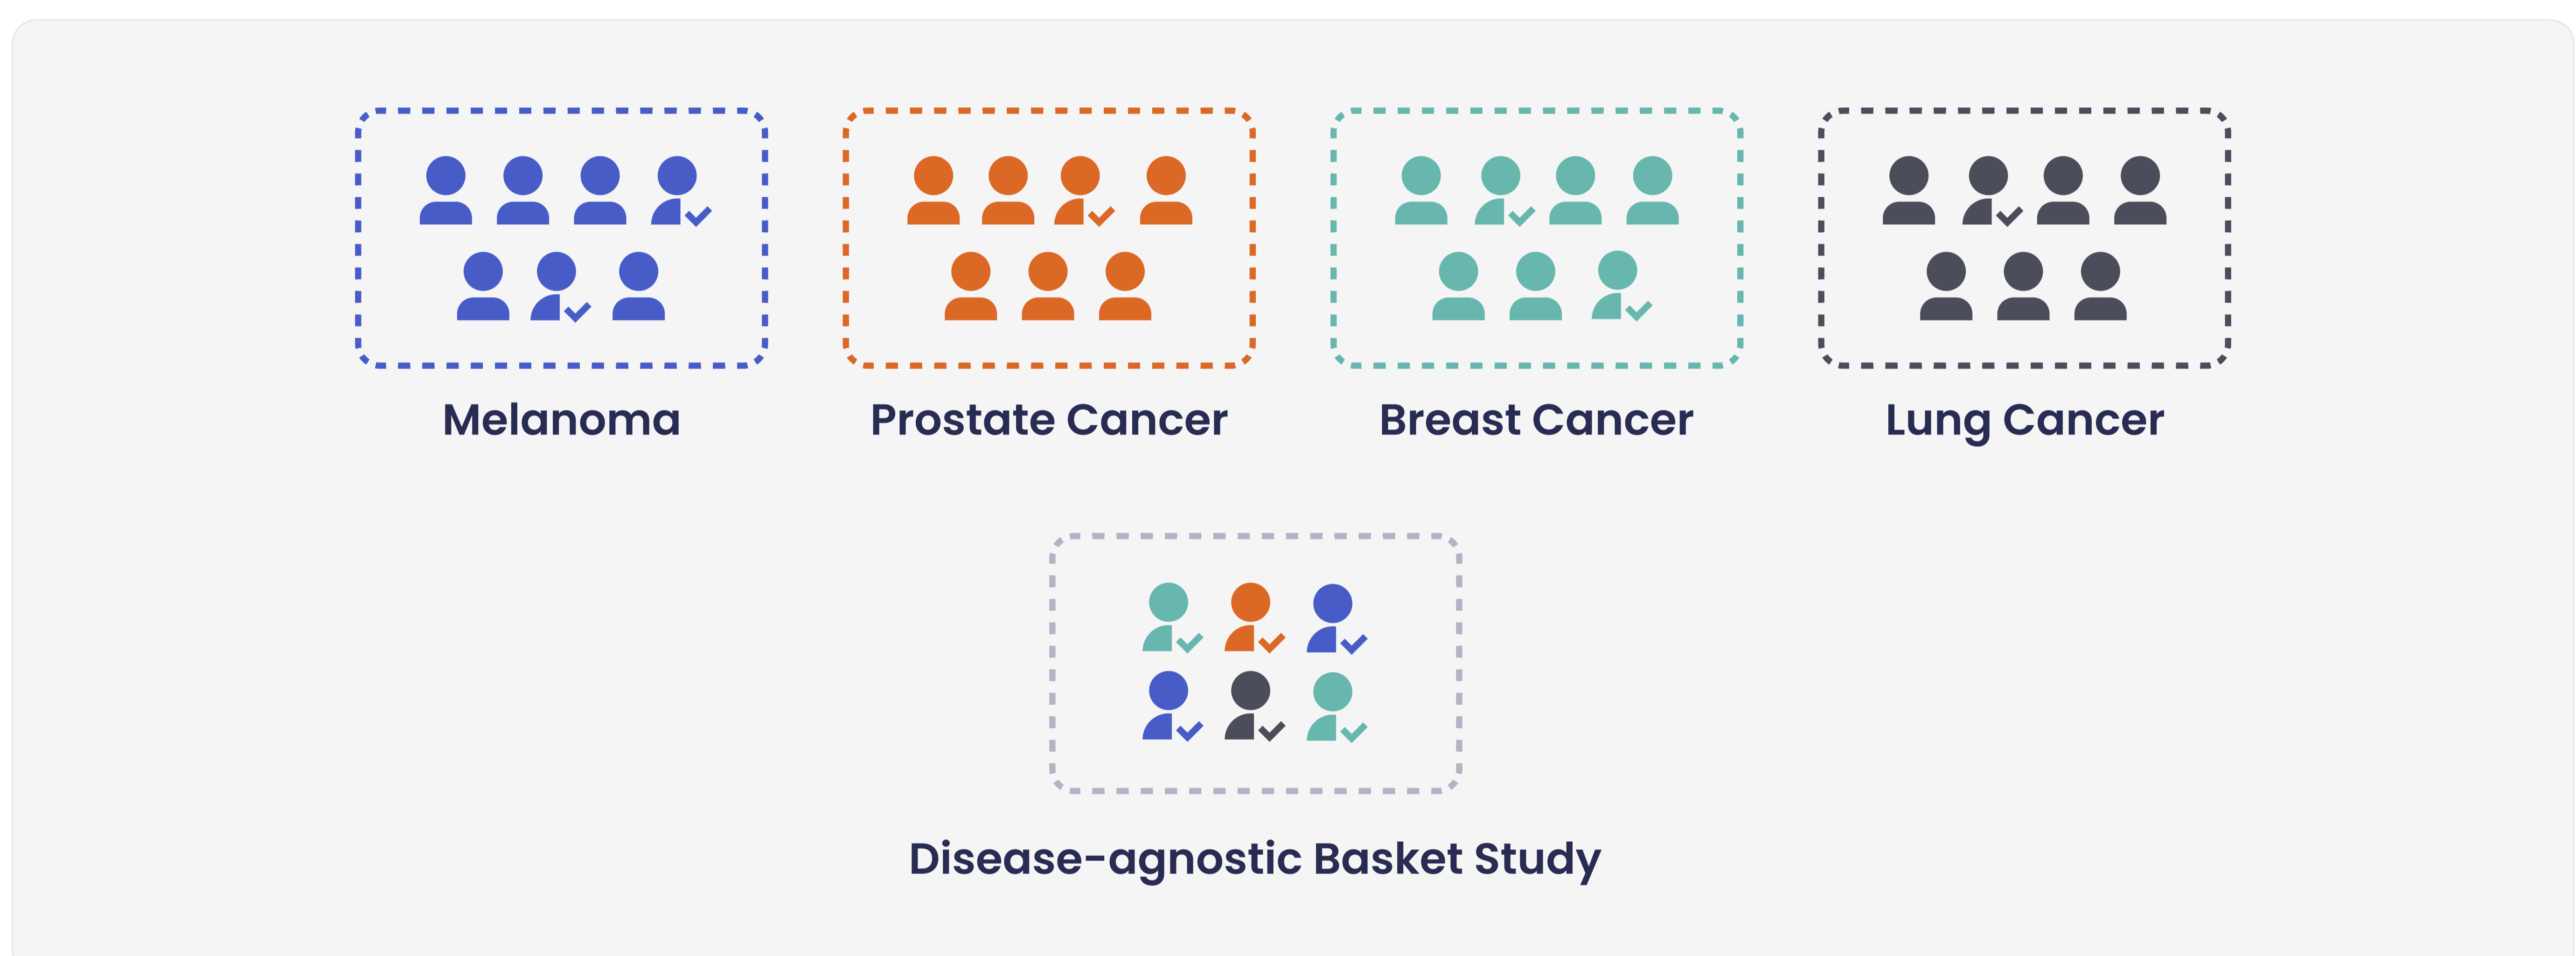 Melanoma
Prostate Cancer
Breast Cancer
Lung Cancer
Disease-agnostic Basket Study